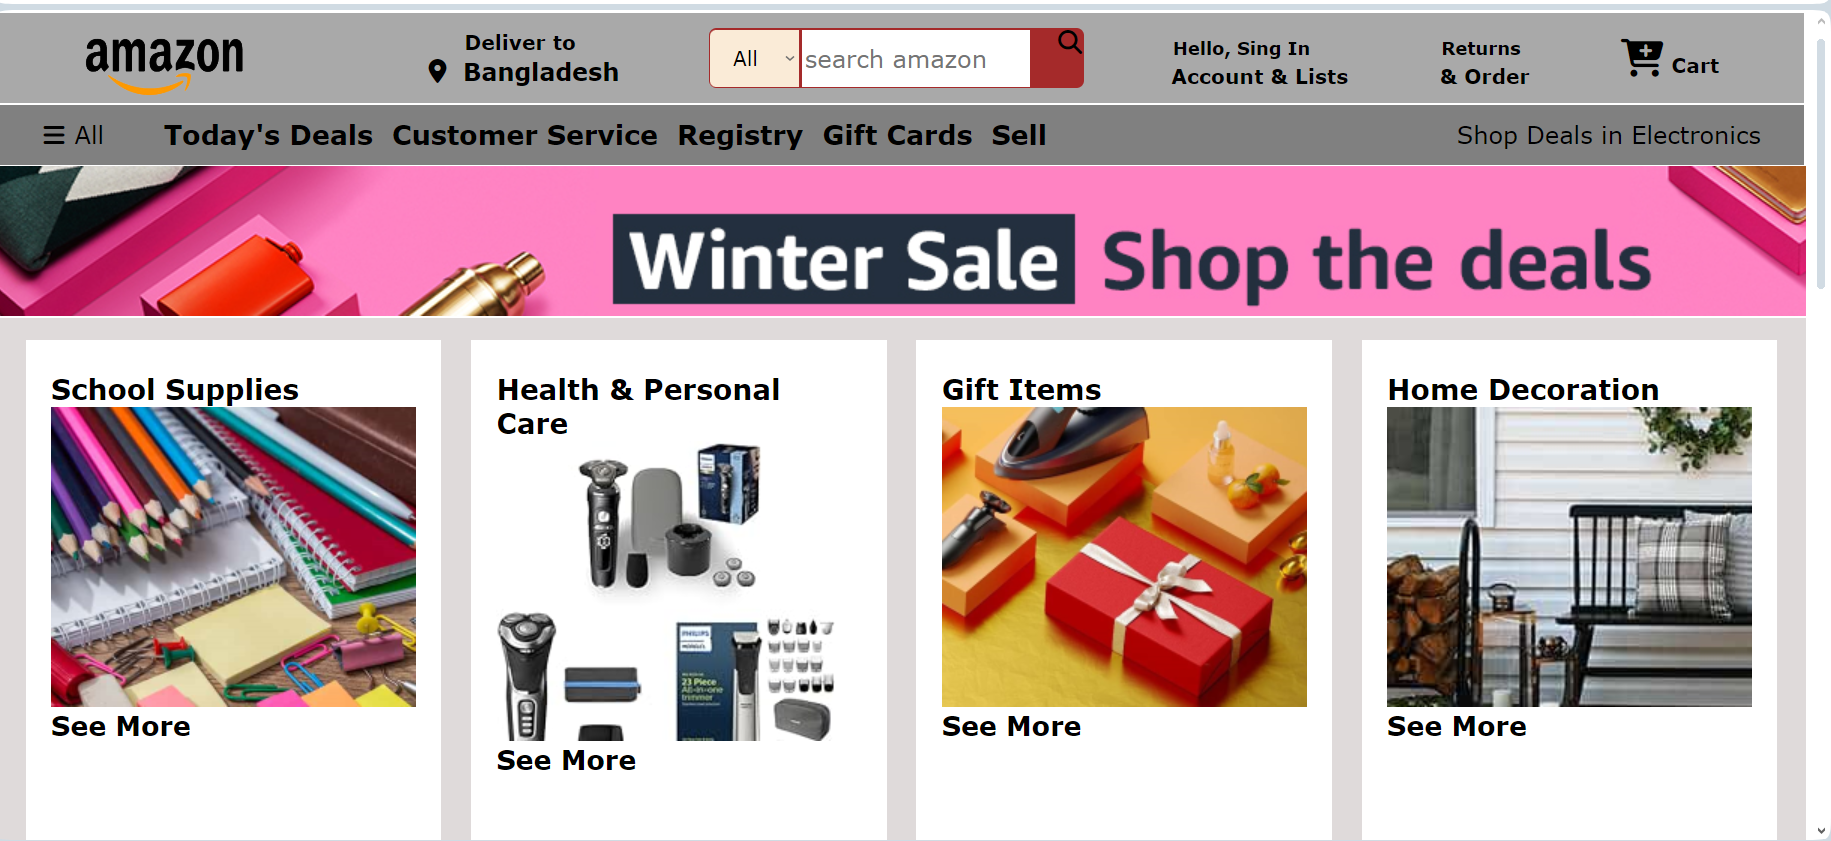 amazon
Deliver to
Bangladesh
All
search amazon
Hello, Sing In
Account & Lists
Returns
& Order
Cart
All
Today's Deals
Customer Service
Registry
Gift Cards
Sell
Shop Deals in Electronics
Winter Sale Shop the deals
School Supplies
Health & Personal
Care
Gift Items
Home Decoration
PHILIPS
NORELCO
23 Piece
All-in-one
trimmer
See More
See More
See More
See More